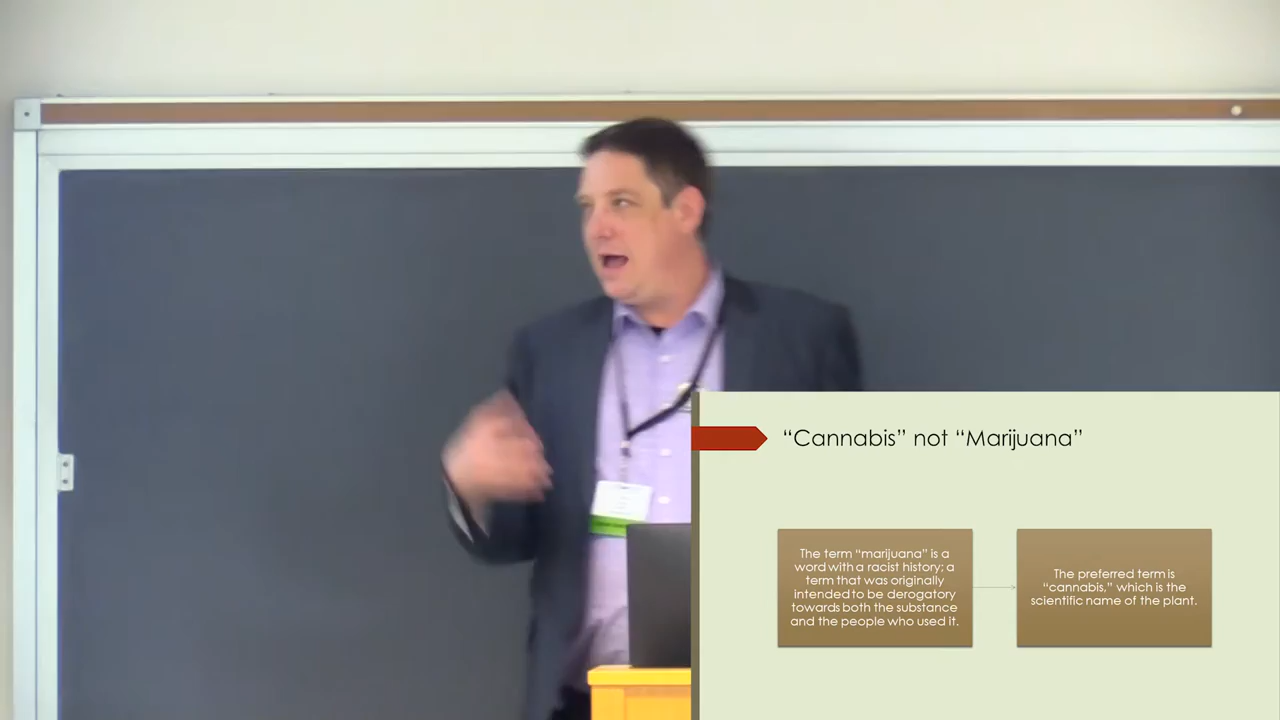 “Cannabis” not “Marijuana”
The term “marijuana” is a
word with a racist history; a
term that was originally
intended to be derogatory
towards both the substance
and the people who used it.
The preferred term is
“cannabis,” which is the
scientific name of the plant.